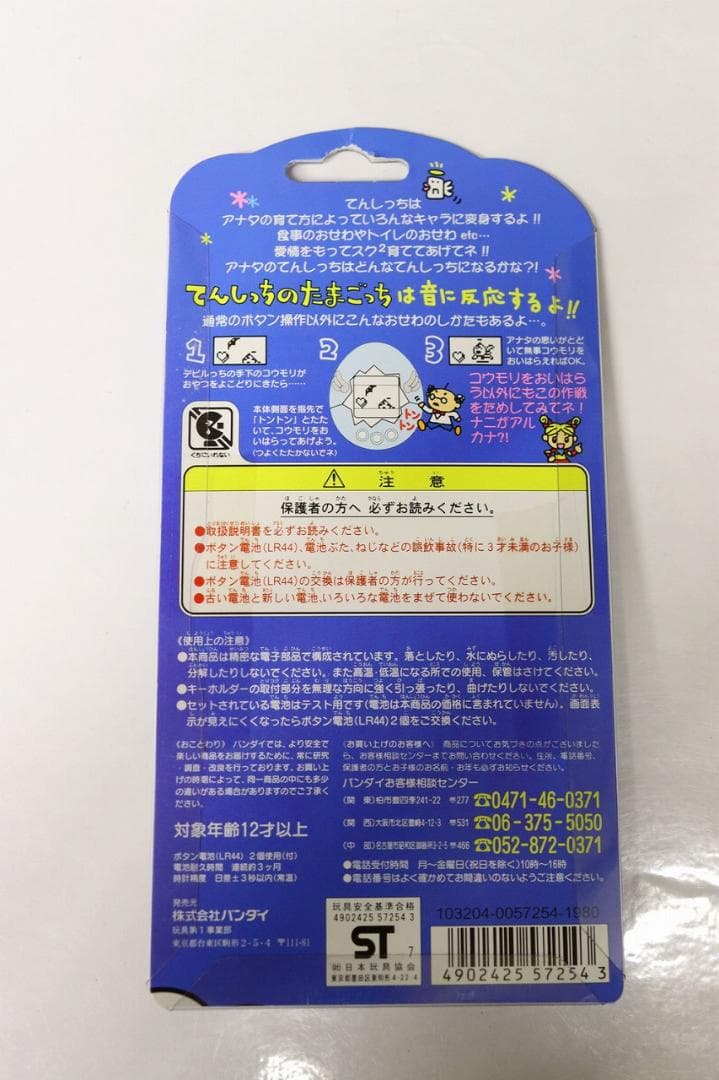 てんしっちは
アナタの育て方によっていろんなキャラに変身するよ!!
食事のおせわやトイレのおせわ etc…
愛情をもってスク²育ててあげてネ!!
アナタのてんしっちはどんなてんしっちになるかな?!
てんしっちのたまごっちは音に反応するよ!!
通常のボタン操作以外にこんなおせわのしかたもあるよ…。
1
デビルっちの手下のコウモリが
おやつをよこどりにきたら……
2
トントン
本体側面を指先で
「トントン」とたた
いて、コウモリをお
いはらってあげよう。
(つよくたたかないでネ)
3
アナタの思いがとど
いて無事コウモリを
おいはらえればOK。
コウモリをおいはら
う以外にもこの作戦
をためしてみてネ!
ナニがアル
カナ?!
くちにいれない
⚠ 注意
保護者の方へ 必ずお読みください。
●取扱説明書を必ずお読みください。
●ボタン電池(LR44)、電池ぶた、ねじなどの誤飲事故(特に3才未満のお子様)
に注意してください。
●ボタン電池(LR44)の交換は保護者の方が行ってください。
●古い電池と新しい電池、いろいろな電池をまぜて使わないでください。
《使用上の注意》
●本商品は精密な電子部品で構成されています。落としたり、水にぬらしたり、汚したり、
分解したりしないでください。また高温・低温になる所での使用、保管はさけてください。
●キーホルダーの取付部分を無理な方向に強く引っ張ったり、曲げたりしないでください。
●セットされている電池はテスト用です(電池は本商品の価格に含まれていません)。画面表
示が見えにくくなったらボタン電池(LR44)2個をご交換ください。
《おことわり》バンダイでは、より安全で
楽しい商品をお届けするために、常に研究
・調査・改良を行っております。お買い上げ
の時期によって、同一商品の中にも多少
の違いがある場合がありますのでご了承
ください。
対象年齢12才以上
ボタン電池(LR44)2個使用(付)
電池耐久時間 連続約3ヶ月
時計精度 日差±3秒以内(常温)
発売元
株式会社バンダイ
玩具第1事業部
東京都台東区駒形2-5-4 〒111-81
《お買い上げのお客様へ》商品についてお気づきの点がございました
ら、お客様相談センターまでお問い合わせください。住所、電話番号、
保護者の方とお子様のお名前・お年も必ずお知らせください。
バンダイお客様相談センター
(関 東)柏市豊四季241-22 〒277 ☎0471-46-0371
(関 西)大阪市北区豊崎4-12-3 〒531 ☎06-375-5050
(中 部)名古屋市昭和区御器所3-2-5 〒466 ☎052-872-0371
●電話受付時間 月〜金曜日(祝日を除く)10時〜16時
●電話番号はよく確かめてお間違いのないようご注意ください。
玩具安全基準合格
4902425 57254 3
ST 7
㈳日本玩具協会
東京都墨田区東駒形4-22-4
103204-0057254-1980
4902425 572543